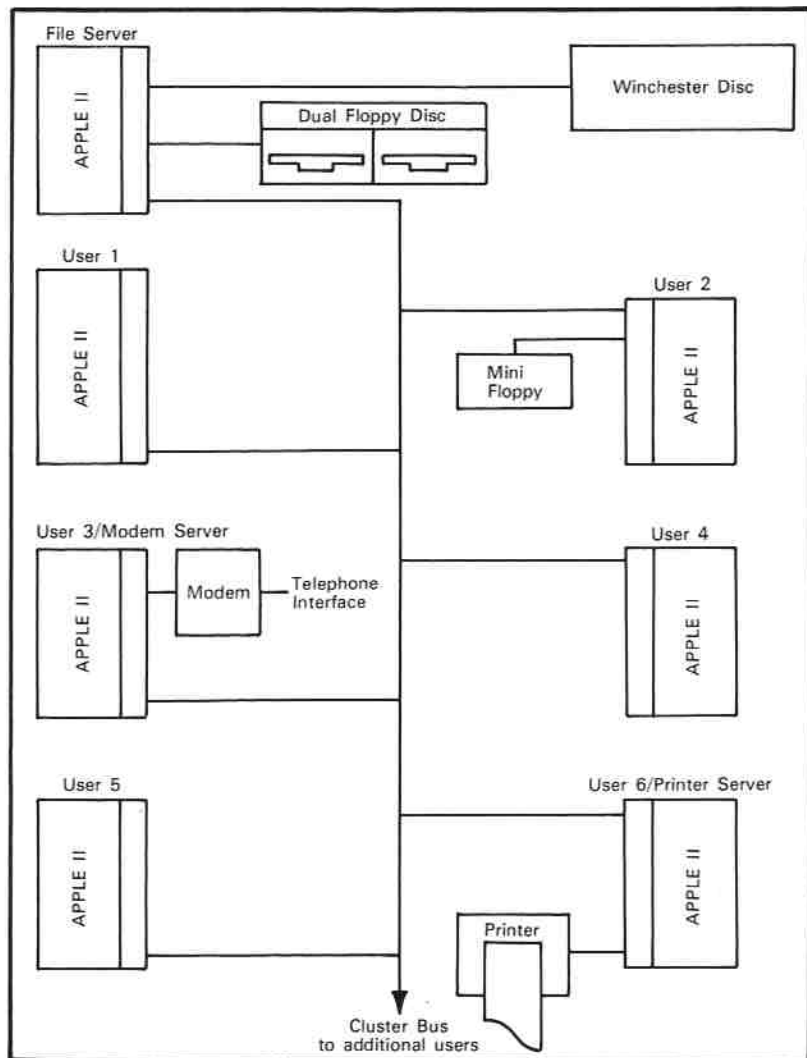 File Server
APPLE II
Winchester Disc
Dual Floppy Disc
User 1
APPLE II
User 2
APPLE II
Mini
Floppy
User 3/Modem Server
APPLE II
Modem
Telephone
Interface
User 4
APPLE II
User 5
APPLE II
User 6/Printer Server
APPLE II
Printer
Cluster Bus
to additional users